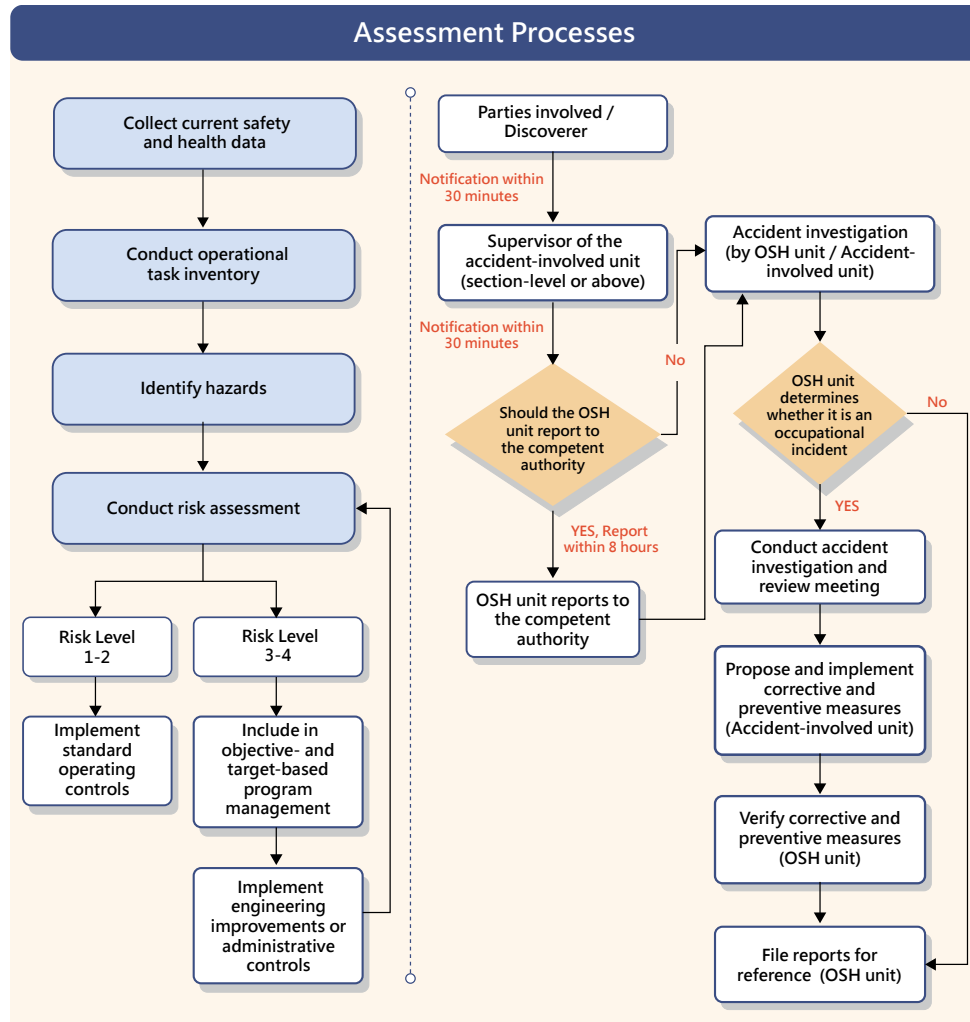 Assessment Processes
Collect current safety
and health data
Conduct operational
task inventory
Identify hazards
Conduct risk assessment
Risk Level
1-2
Risk Level
3-4
Implement
standard
operating
controls
Include in
objective- and
target-based
program
management
Implement
engineering
improvements or
administrative
controls
Parties involved /
Discoverer
Notification within
30 minutes
Supervisor of the
accident-involved unit
(section-level or above)
Notification within
30 minutes
Should the OSH
unit report to
the competent
authority
No
YES, Report
within 8 hours
OSH unit reports to
the competent
authority
Accident investigation
(by OSH unit / Accident-
involved unit)
OSH unit
determines
whether it is an
occupational
incident
No
YES
Conduct accident
investigation and
review meeting
Propose and implement
corrective and
preventive measures
(Accident-involved unit)
Verify corrective and
preventive measures
(OSH unit)
File reports for
reference (OSH unit)